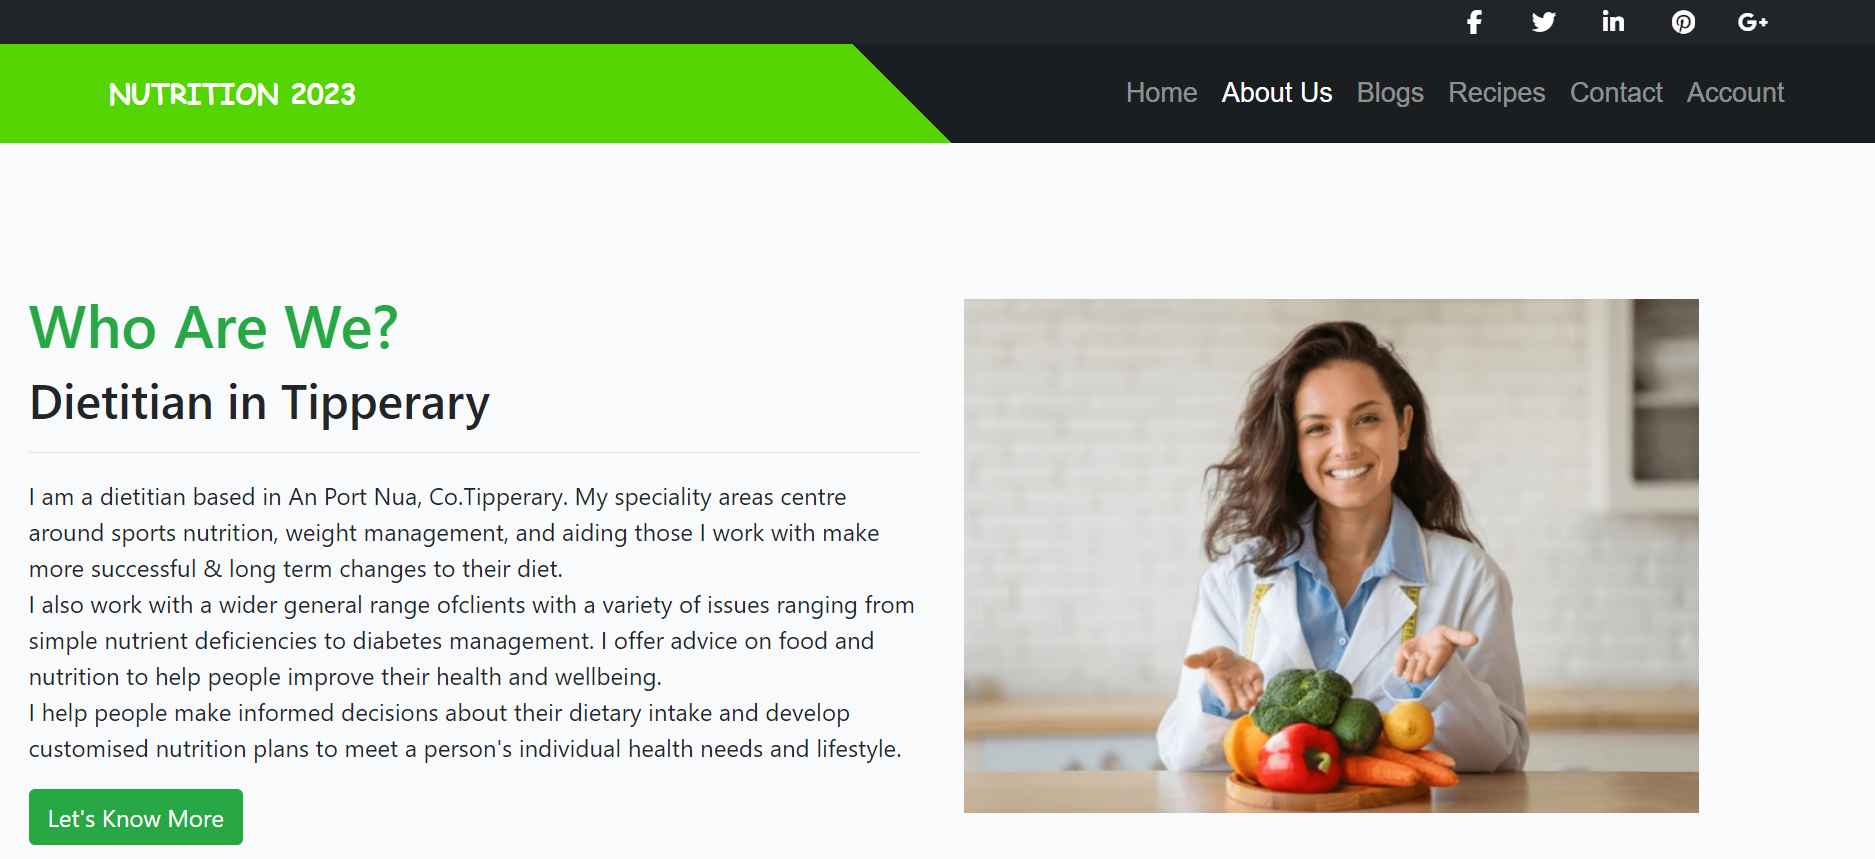 NUTRITION 2023
Home About Us Blogs Recipes Contact Account
Who Are We?
Dietitian in Tipperary
I am a dietitian based in An Port Nua, Co.Tipperary. My speciality areas centre
around sports nutrition, weight management, and aiding those I work with make
more successful & long term changes to their diet.
I also work with a wider general range ofclients with a variety of issues ranging from
simple nutrient deficiencies to diabetes management. I offer advice on food and
nutrition to help people improve their health and wellbeing.
I help people make informed decisions about their dietary intake and develop
customised nutrition plans to meet a person's individual health needs and lifestyle.
Let's Know More